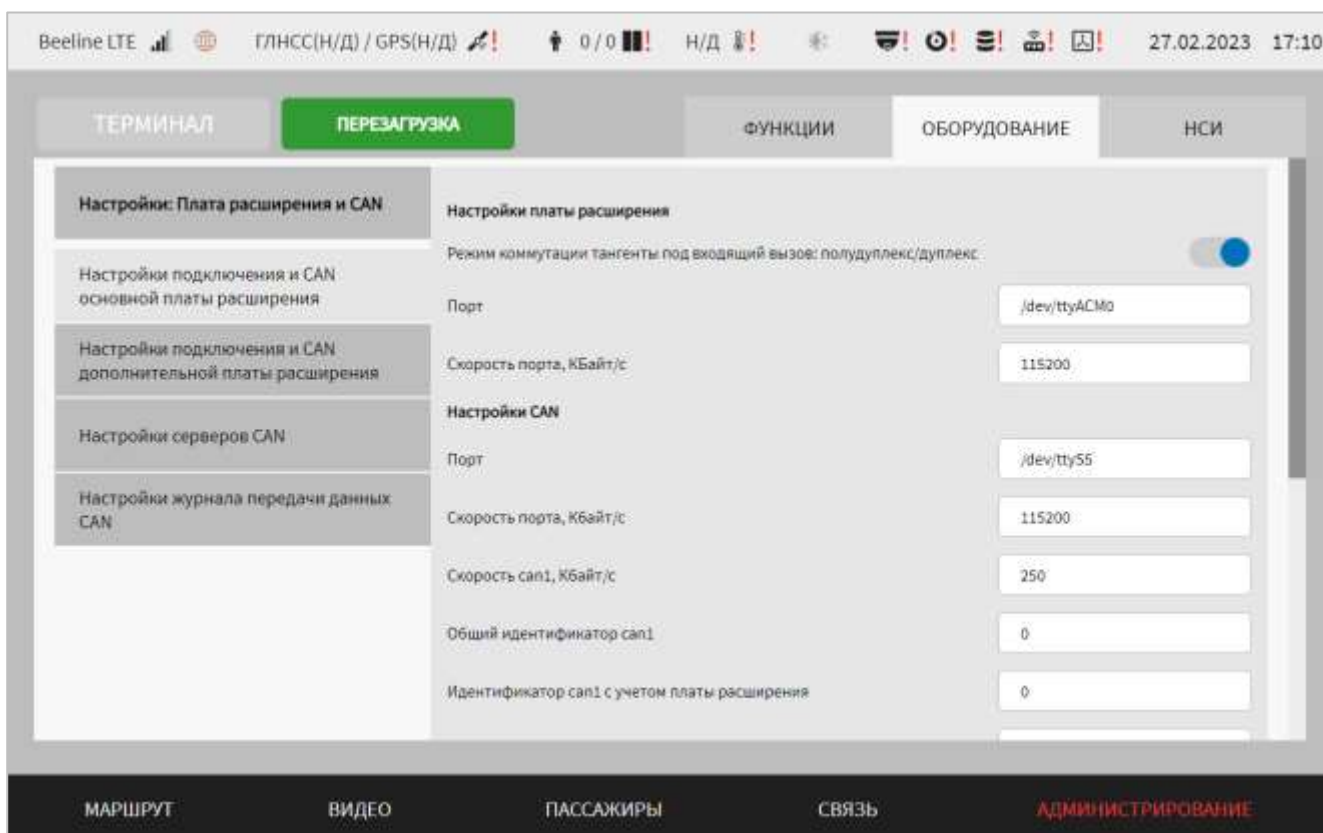 Beeline LTE ГЛНСС(Н/Д) / GPS(Н/Д) ! 0/0 ! Н/Д ! ! ! ! ! ! 27.02.2023 17:10
ТЕРМИНАЛ ПЕРЕЗАГРУЗКА ФУНКЦИИ ОБОРУДОВАНИЕ НСИ
Настройки: Плата расширения и CAN
Настройки подключения и CAN
основной платы расширения
Настройки подключения и CAN
дополнительной платы расширения
Настройки серверов CAN
Настройки журнала передачи данных
CAN
Настройки платы расширения
Режим коммутации тангенты под входящий вызов: полудуплекс/дуплекс
Порт /dev/ttyACM0
Скорость порта, КБайт/с 115200
Настройки CAN
Порт /dev/ttyS5
Скорость порта, Кбайт/с 115200
Скорость can1, Кбайт/с 250
Общий идентификатор can1 0
Идентификатор can1 с учетом платы расширения 0
МАРШРУТ ВИДЕО ПАССАЖИРЫ СВЯЗЬ АДМИНИСТРИРОВАНИЕ